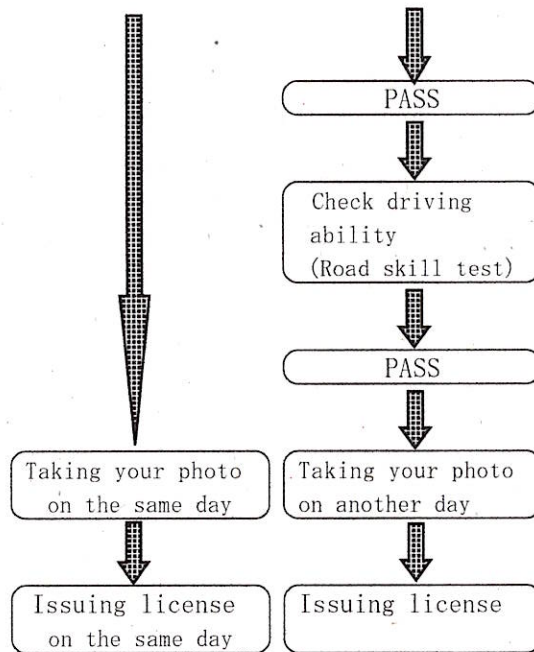 PASS
Check driving
ability
(Road skill test)
PASS
Taking your photo
on the same day
Taking your photo
on another day
Issuing license
on the same day
Issuing license